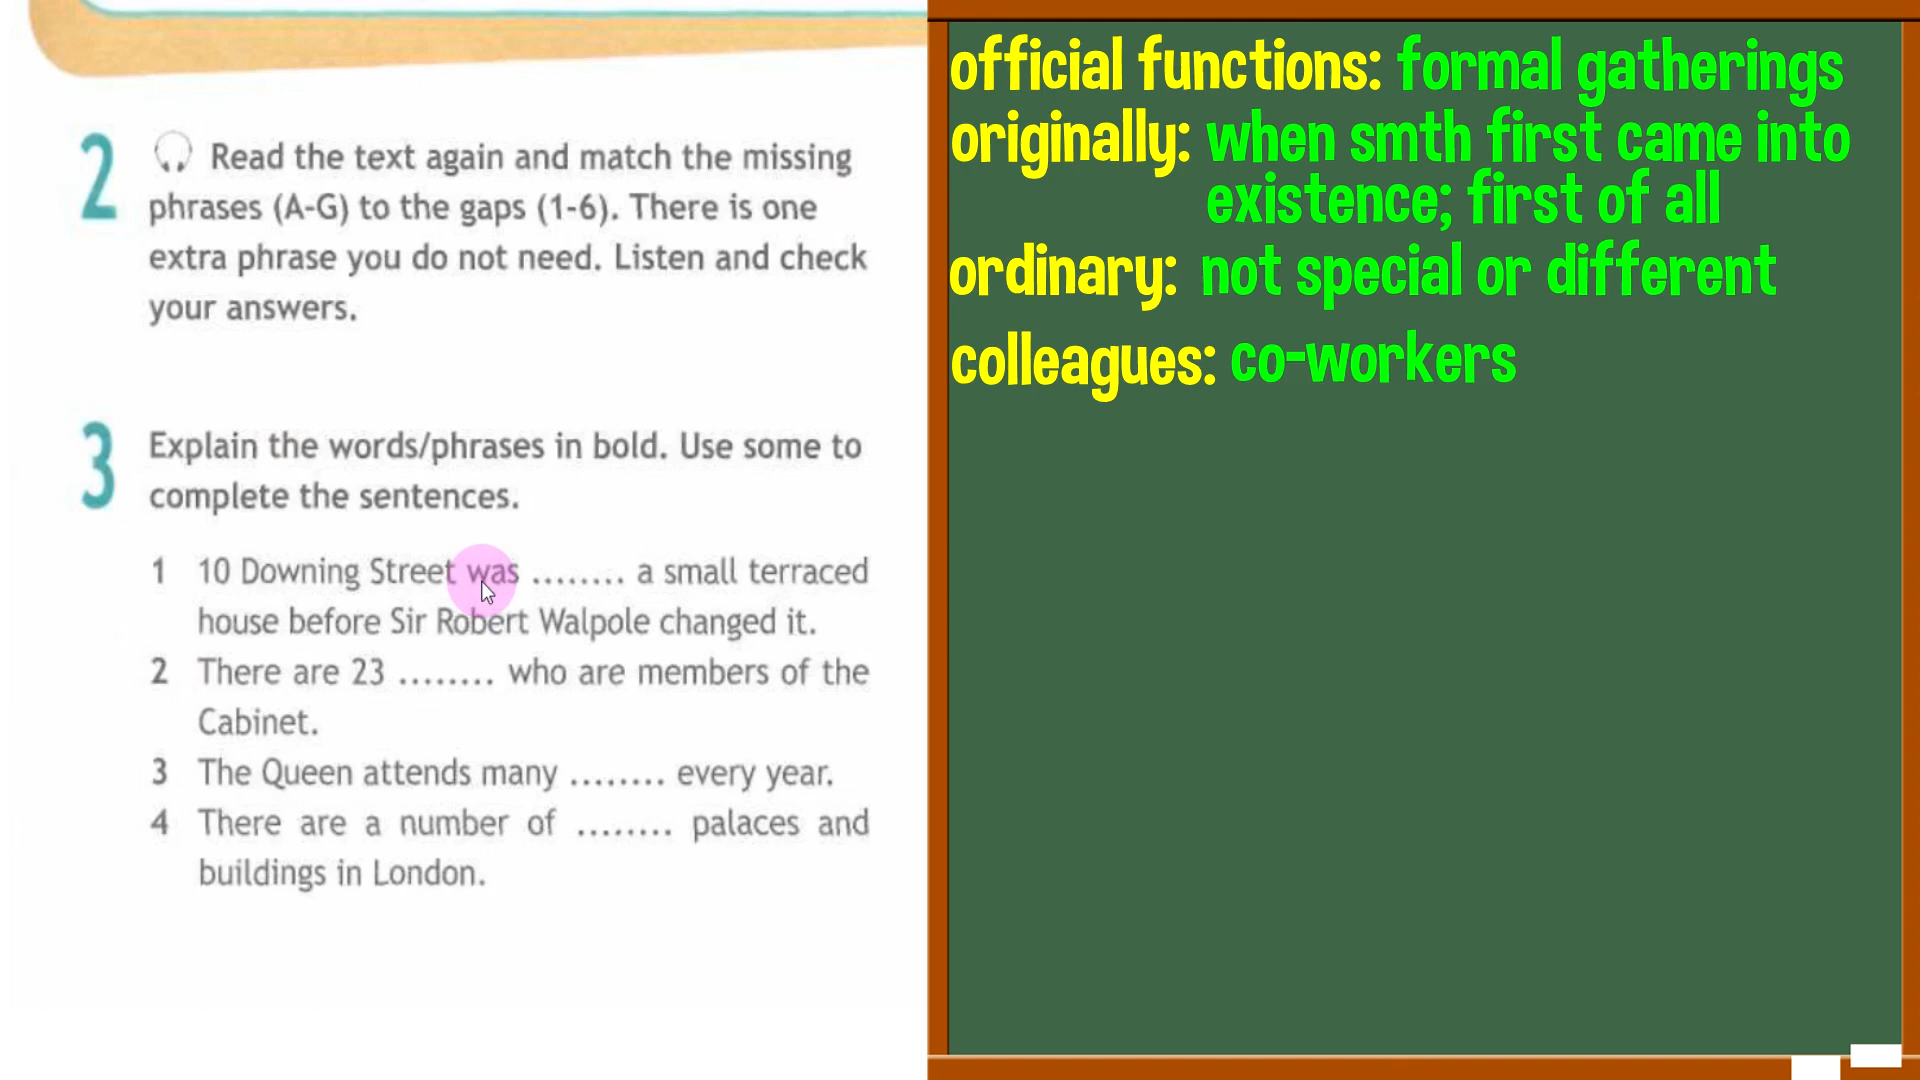 2 Read the text again and match the missing
phrases (A-G) to the gaps (1-6). There is one
extra phrase you do not need. Listen and check
your answers.
3 Explain the words/phrases in bold. Use some to
complete the sentences.
1 10 Downing Street was ........ a small terraced
house before Sir Robert Walpole changed it.
2 There are 23 ........ who are members of the
Cabinet.
3 The Queen attends many ........ every year.
4 There are a number of ........ palaces and
buildings in London.
official functions: formal gatherings
originally: when smth first came into
existence; first of all
ordinary: not special or different
colleagues: co-workers